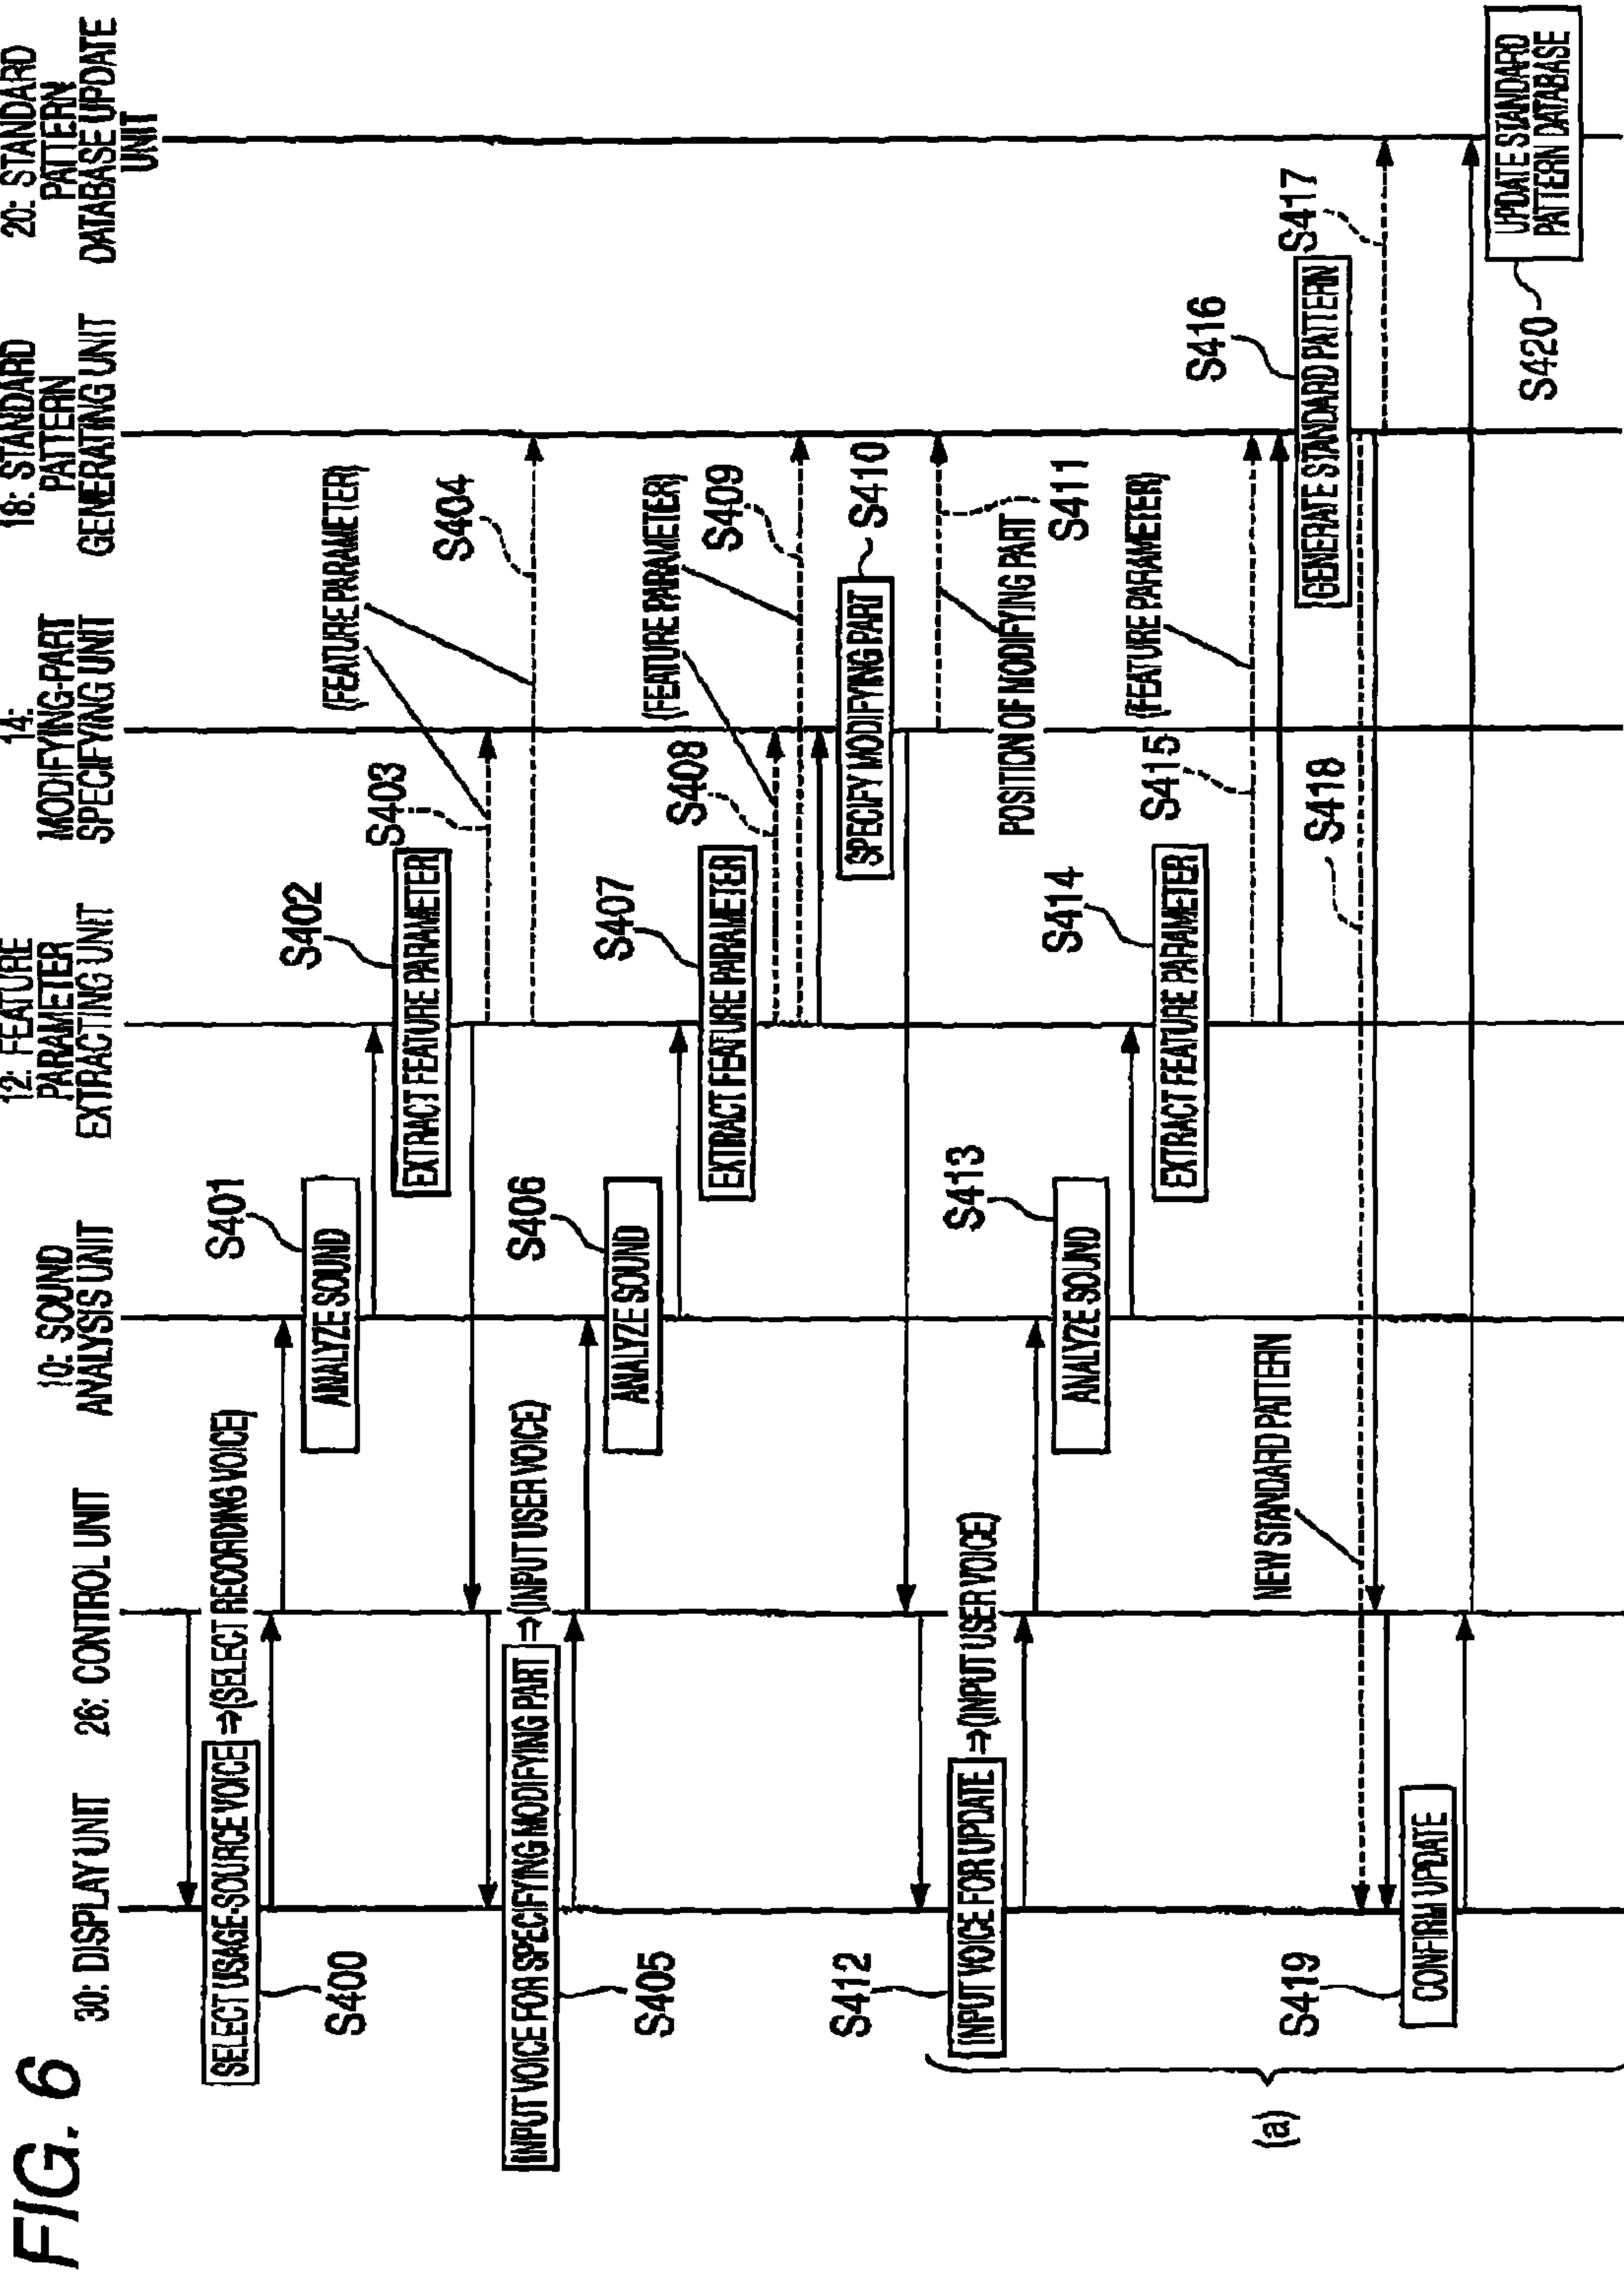 FIG. 6
30: DISPLAY UNIT
26: CONTROL UNIT
10: SOUND
ANALYSIS UNIT
12: FEATURE
PARAMETER
EXTRACTING UNIT
14:
MODIFYING-PART
SPECIFYING UNIT
18: STANDARD
PATTERN
GENERATING UNIT
20: STANDARD
PATTERN
DATABASE UPDATE
UNIT
SELECT USAGE-SOURCE VOICE ⇒(SELECT RECORDING VOICE)
S400
S401
ANALYZE SOUND
S402
EXTRACT FEATURE PARAMETER
S403
(FEATURE PARAMETER)
S404
INPUT VOICE FOR SPECIFYING MODIFYING PART ⇒(INPUT USER VOICE)
S405
S406
ANALYZE SOUND
S407
EXTRACT FEATURE PARAMETER
S408
(FEATURE PARAMETER)
S409
SPECIFY MODIFYING PART
S410
S411
POSITION OF MODIFYING PART
S412
INPUT VOICE FOR UPDATE ⇒(INPUT USER VOICE)
S413
ANALYZE SOUND
S414
EXTRACT FEATURE PARAMETER
S415
(FEATURE PARAMETER)
S416
GENERATE STANDARD PATTERN
S417
S418
NEW STANDARD PATTERN
S419
CONFIRM UPDATE
S420
UPDATE STANDARD
PATTERN DATABASE
(a)